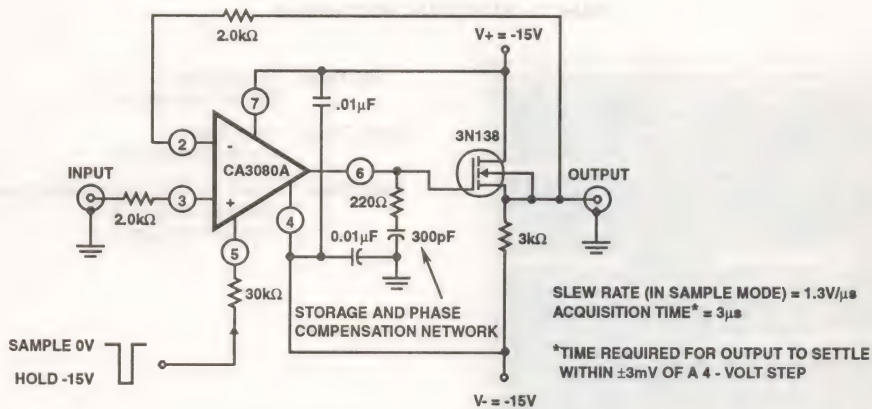 2.0kΩ
V+ = -15V
7
.01µF
3N138
2
-
CA3080A
6
INPUT
OUTPUT
3
+
2.0kΩ
220Ω
4
5
0.01µF
300pF
3kΩ
30kΩ
STORAGE AND PHASE
COMPENSATION NETWORK
SLEW RATE (IN SAMPLE MODE) = 1.3V/µs
ACQUISITION TIME* = 3µs
SAMPLE 0V
HOLD -15V
*TIME REQUIRED FOR OUTPUT TO SETTLE
WITHIN ±3mV OF A 4 - VOLT STEP
V- = -15V